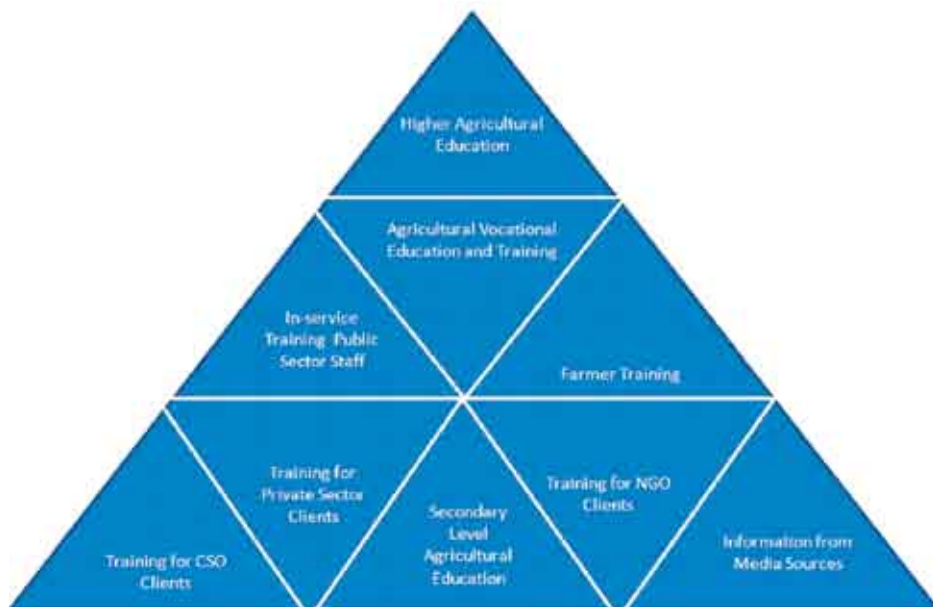 Higher Agricultural
Education
Agricultural Vocational
Education and Training
In-service
Training Public
Sector Staff
Farmer Training
Training for CSO
Clients
Training for
Private Sector
Clients
Secondary
Level
Agricultural
Education
Training for NGO
Clients
Information from
Media Sources